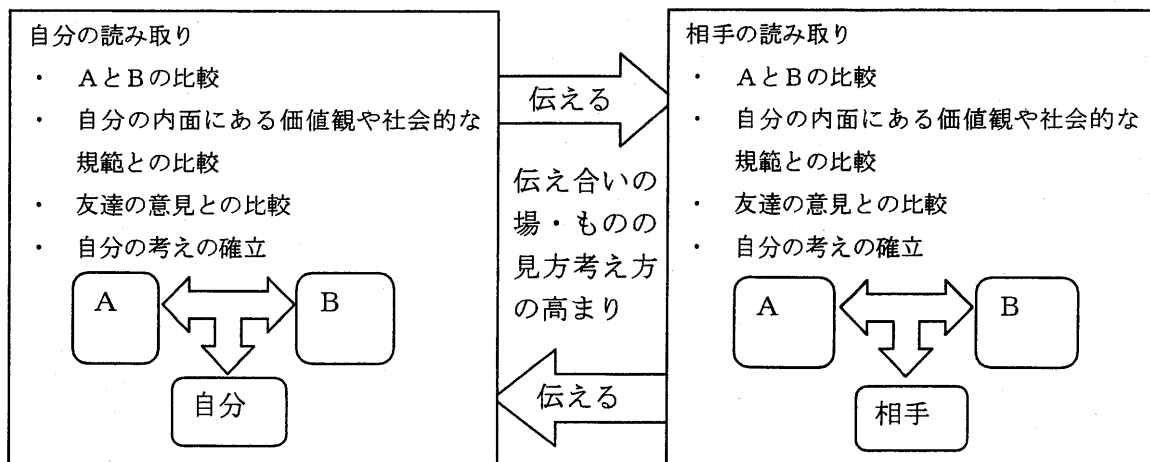 自分の読み取り
・　ＡとＢの比較
・　自分の内面にある価値観や社会的な
規範との比較
・　友達の意見との比較
・　自分の考えの確立
Ａ
Ｂ
自分
伝える
伝え合いの
場・ものの
見方考え方
の高まり
伝える
相手の読み取り
・　ＡとＢの比較
・　自分の内面にある価値観や社会的な
規範との比較
・　友達の意見との比較
・　自分の考えの確立
Ａ
Ｂ
相手